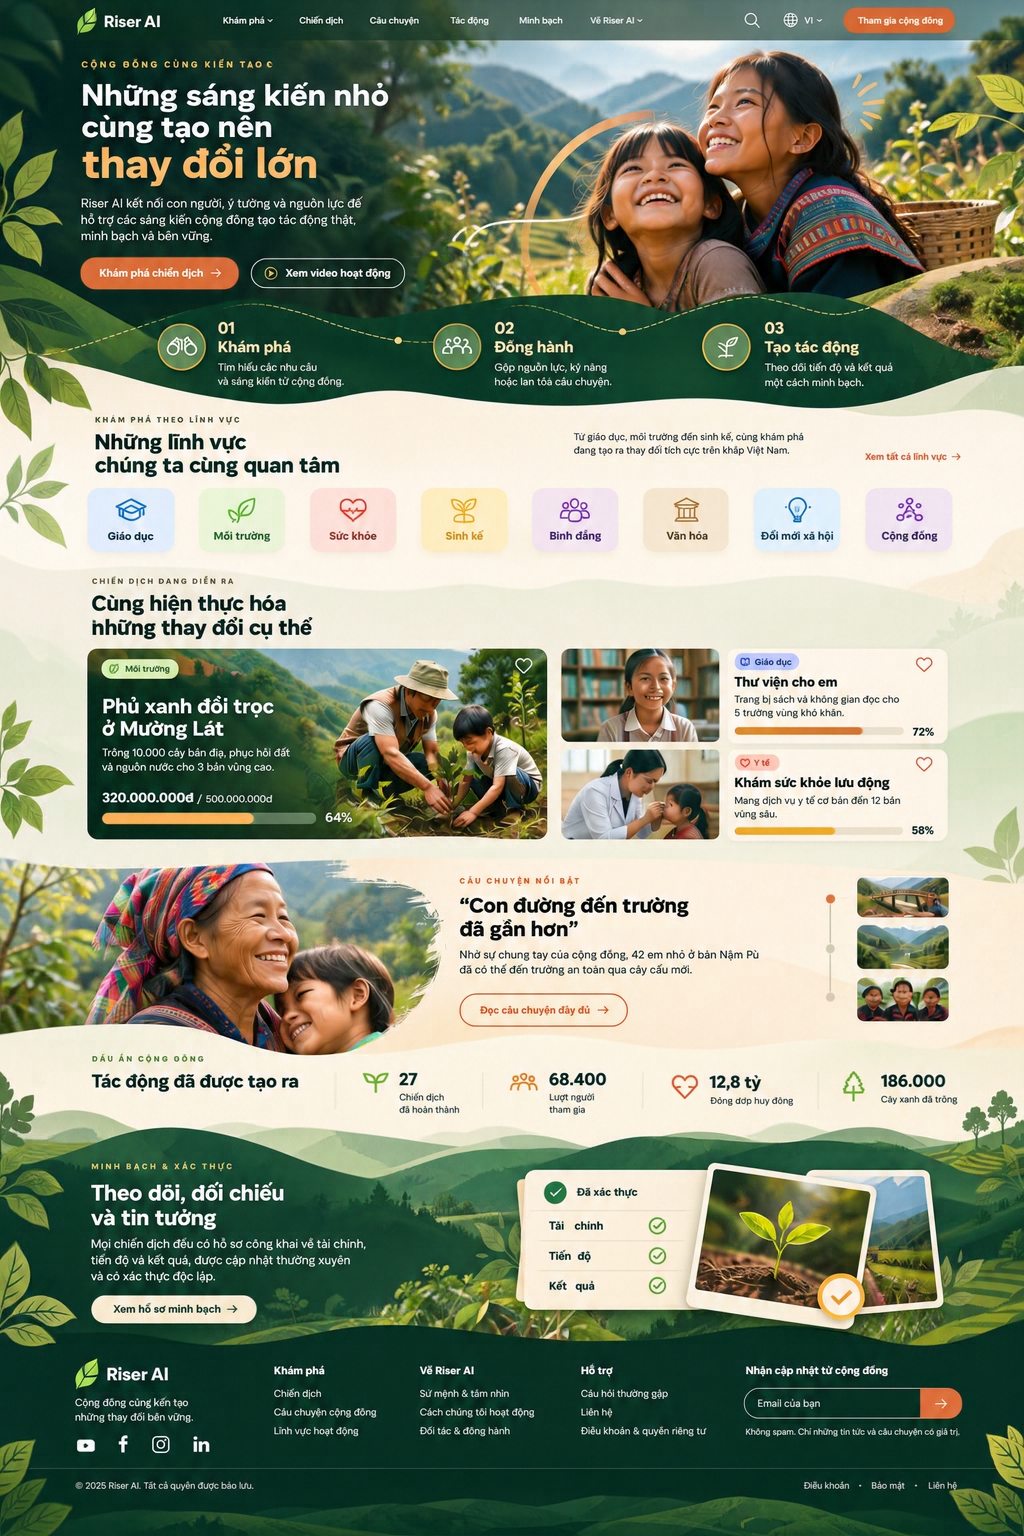 Riser AI
Khám phá
Chiến dịch
Câu chuyện
Tác động
Minh bạch
Về Riser AI
VI
Tham gia cộng đồng
CỘNG ĐỒNG CÙNG KIẾN TẠO
Những sáng kiến nhỏ
cùng tạo nên
thay đổi lớn
Riser AI kết nối con người, ý tưởng và nguồn lực để
hỗ trợ các sáng kiến cộng đồng tạo tác động thật,
minh bạch và bền vững.
Khám phá chiến dịch →
Xem video hoạt động
01
Khám phá
Tìm hiểu các nhu cầu
và sáng kiến từ cộng đồng.
02
Đồng hành
Góp nguồn lực, kỹ năng
hoặc lan tỏa câu chuyện.
03
Tạo tác động
Theo dõi tiến độ và kết quả
một cách minh bạch.
KHÁM PHÁ THEO LĨNH VỰC
Những lĩnh vực
chúng ta cùng quan tâm
Từ giáo dục, môi trường đến sinh kế, cùng khám phá
đang tạo ra thay đổi tích cực trên khắp Việt Nam.
Xem tất cả lĩnh vực →
Giáo dục
Môi trường
Sức khỏe
Sinh kế
Bình đẳng
Văn hóa
Đổi mới xã hội
Cộng đồng
CHIẾN DỊCH ĐANG DIỄN RA
Cùng hiện thực hóa
những thay đổi cụ thể
Môi trường
Phủ xanh đồi trọc
ở Mường Lát
Trồng 10.000 cây bản địa, phục hồi đất
và nguồn nước cho 3 bản vùng cao.
320.000.000đ / 500.000.000đ
64%
Giáo dục
Thư viện cho em
Trang bị sách và không gian đọc cho
5 trường vùng khó khăn.
72%
Y tế
Khám sức khỏe lưu động
Mang dịch vụ y tế cơ bản đến 12 bản
vùng sâu.
58%
CÂU CHUYỆN NỔI BẬT
“Con đường đến trường
đã gần hơn”
Nhờ sự chung tay của cộng đồng, 42 em nhỏ ở bản Nậm Pù
đã có thể đến trường an toàn qua cây cầu mới.
Đọc câu chuyện đầy đủ →
DẤU ÁN CỘNG ĐỒNG
Tác động đã được tạo ra
27
Chiến dịch
đã hoàn thành
68.400
Lượt người
tham gia
12,8 tỷ
Đóng góp huy động
186.000
Cây xanh đã trồng
MINH BẠCH & XÁC THỰC
Theo dõi, đối chiếu
và tin tưởng
Mọi chiến dịch đều có hồ sơ công khai về tài chính,
tiến độ và kết quả, được cập nhật thường xuyên
và có xác thực độc lập.
Xem hồ sơ minh bạch →
Đã xác thực
Tài chính
Tiến độ
Kết quả
Riser AI
Cộng đồng cùng kến tạo
những thay đổi bền vững.
Khám phá
Chiến dịch
Câu chuyện cộng đồng
Lĩnh vực hoạt động
Về Riser AI
Sứ mệnh & tầm nhìn
Cách chúng tôi hoạt động
Đối tác & đồng hành
Hỗ trợ
Câu hỏi thường gặp
Liên hệ
Điều khoản & quyền riêng tư
Nhận cập nhật từ cộng đồng
Email của bạn
→
Không spam. Chỉ những tin tức và câu chuyện có giá trị.
© 2025 Riser AI. Tất cả quyền được bảo lưu.
Điều khoản • Bảo mật • Liên hệ